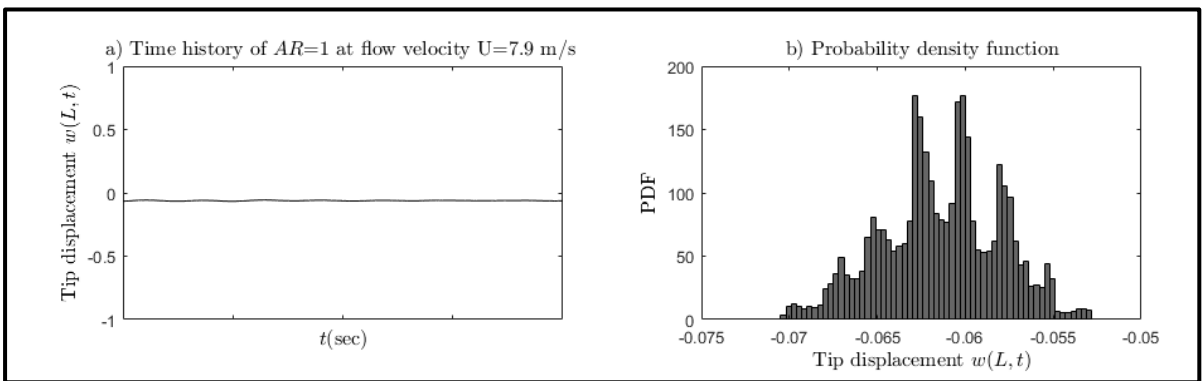 a) Time history of AR=1 at flow velocity U=7.9 m/s
1
0.5
0
-0.5
-1
Tip displacement w(L, t)
t(sec)
b) Probability density function
200
150
100
50
0
PDF
-0.075 -0.07 -0.065 -0.06 -0.055 -0.05
Tip displacement w(L, t)